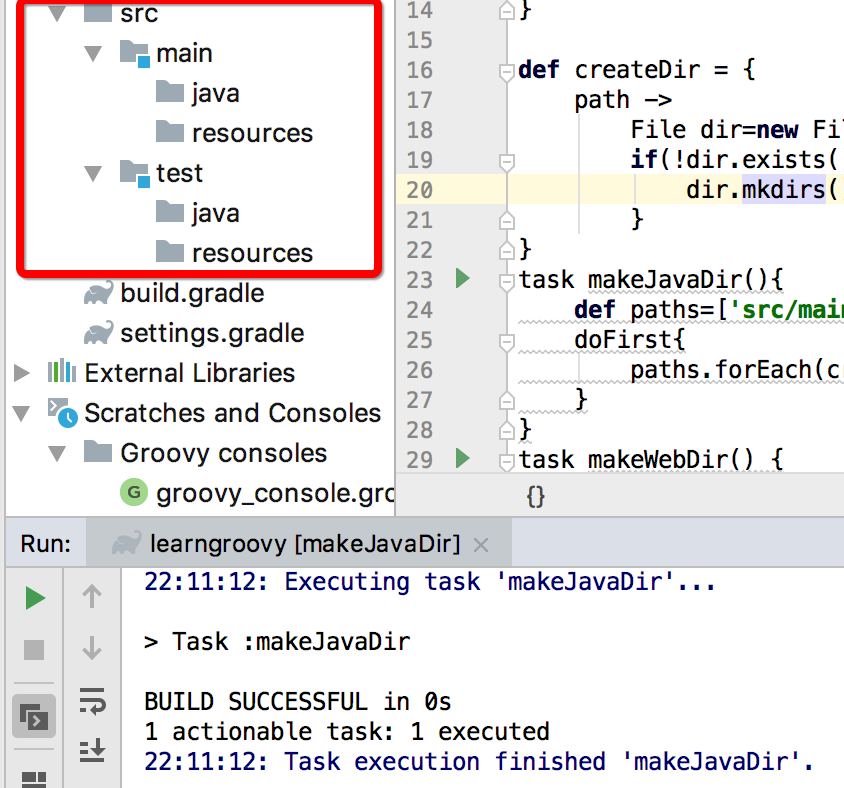 src
main
java
resources
test
java
resources
build.gradle
settings.gradle
External Libraries
Scratches and Consoles
Groovy consoles
G groovy_console.gro
14 }
15
16 def createDir = {
17 path ->
18 File dir=new Fil
19 if(!dir.exists(
20 dir.mkdirs(
21 }
22 }
23 task makeJavaDir(){
24 def paths=['src/main
25 doFirst{
26 paths.forEach(cr
27 }
28 }
29 task makeWebDir() {
{}
Run: learngroovy [makeJavaDir]
22:11:12: Executing task 'makeJavaDir'...
> Task :makeJavaDir
BUILD SUCCESSFUL in 0s
1 actionable task: 1 executed
22:11:12: Task execution finished 'makeJavaDir'.